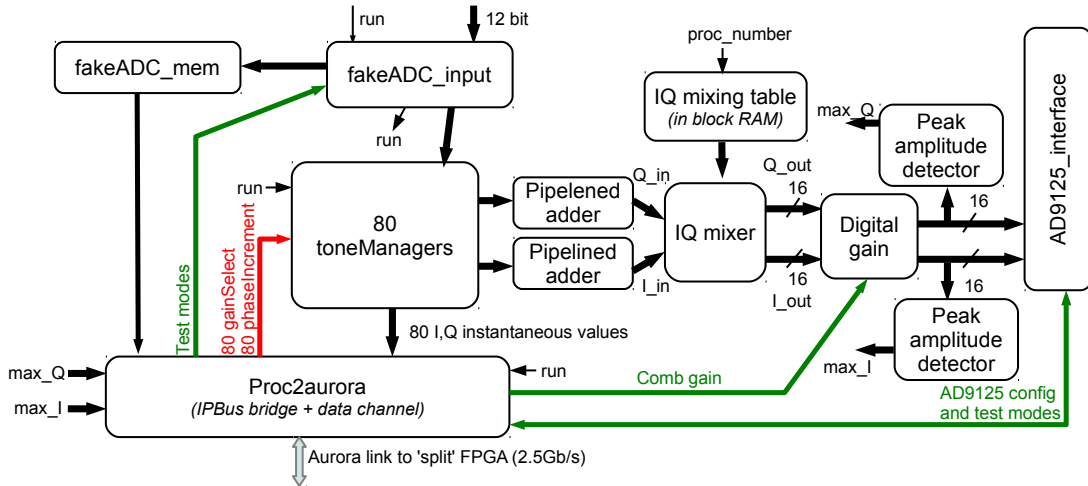 run
12 bit
fakeADC_mem
fakeADC_input
run
proc_number
IQ mixing table
(in block RAM)
max_Q
Peak
amplitude
detector
AD9125_interface
run
80
toneManagers
Pipelened
adder
Pipelined
adder
Q_in
I_in
IQ mixer
Q_out
16
16
I_out
Digital
gain
16
16
Peak
amplitude
detector
max_I
Test modes
80 gainSelect
80 phaseIncrement
80 I,Q instantaneous values
max_Q
max_I
Proc2aurora
(IPBus bridge + data channel)
run
Comb gain
AD9125 config
and test modes
Aurora link to 'split' FPGA (2.5Gb/s)